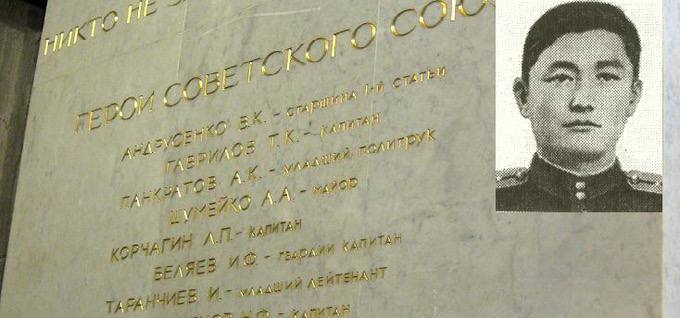 НИКТО НЕ
ГЕРОИ СОВЕТСКОГО
АНДРУСЕНКО В.К. – СТАРШИНА 1-Й СТАТЬИ
ГАВРИЛОВ Т.К. – КАПИТАН
ПАНКРАТОВ А.К. – МЛАДШИЙ ПОЛИТРУК
ШУМЕЙКО А.А. – МАЙОР
КОРЧАГИН Л.П. – КАПИТАН
БЕЛЯЕВ И.Ф. – ГВАРДИИ КАПИТАН
ТАРАНЧИЕВ И. – МЛАДШИЙ ЛЕЙТЕНАНТ
Н.Ф. – КАПИТАН